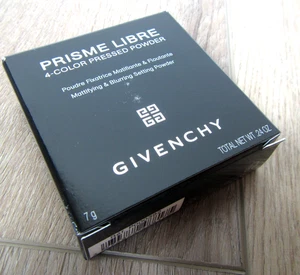 PRISME LIBRE
4-COLOR PRESSED POWDER
Poudre Fixatrice Matifiante & Floutante
Mattifying & Blurring Setting Powder
GIVENCHY
7 g
TOTAL NET WT .24 OZ